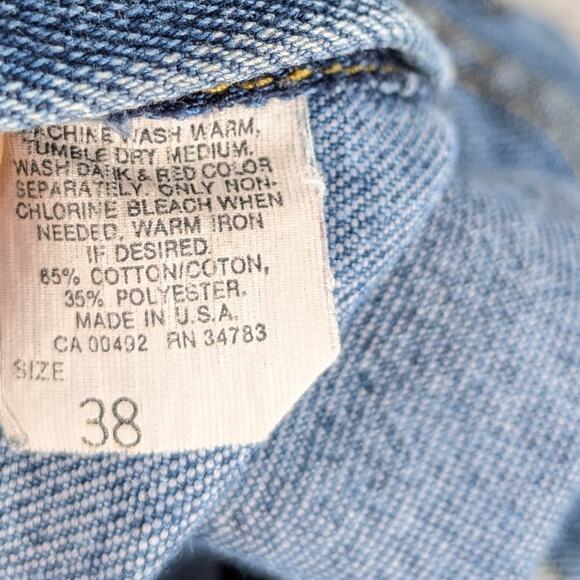 MACHINE WASH WARM,
TUMBLE DRY MEDIUM.
WASH DARK & RED COLOR
SEPARATELY. ONLY NON-
CHLORINE BLEACH WHEN
NEEDED, WARM IRON
IF DESIRED.
65% COTTON/COTON,
35% POLYESTER.
MADE IN U.S.A.
CA 00492 RN 34783
SIZE
38